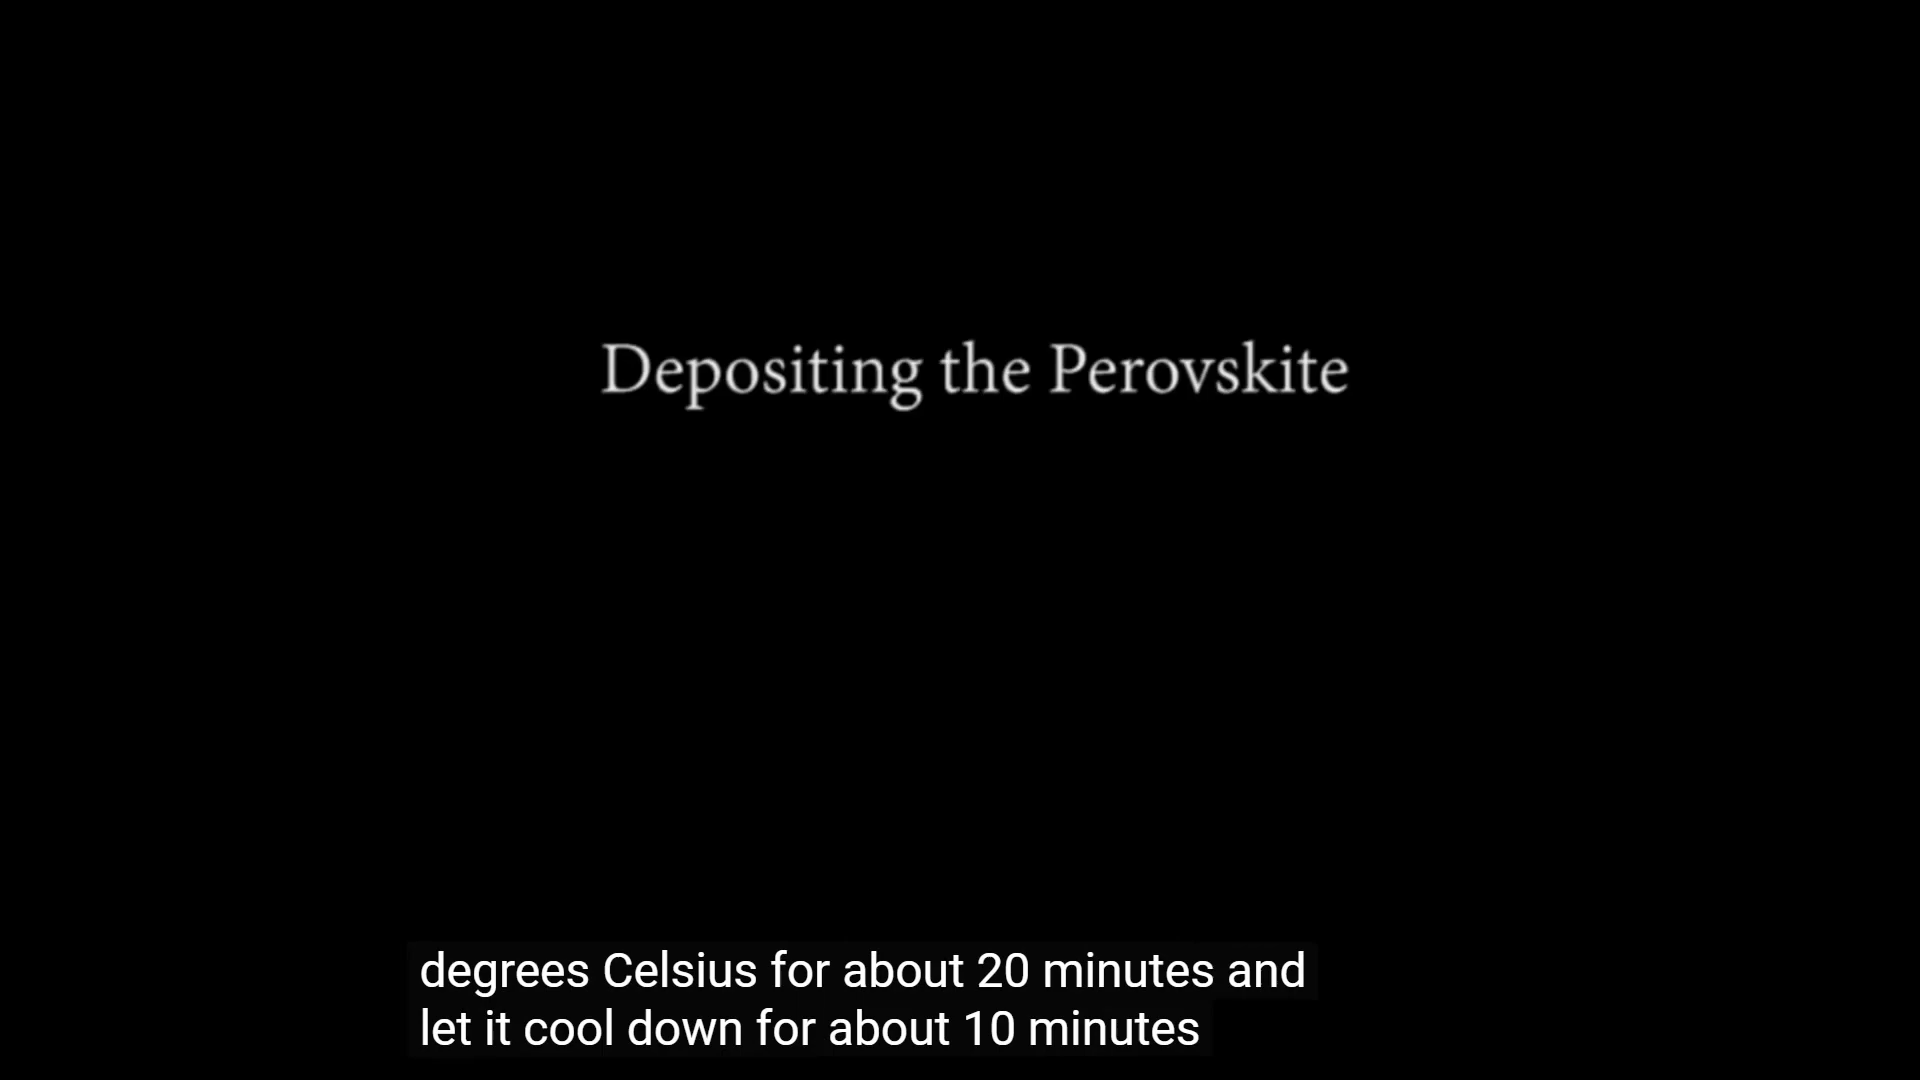 Depositing the Perovskite
degrees Celsius for about 20 minutes and
let it cool down for about 10 minutes